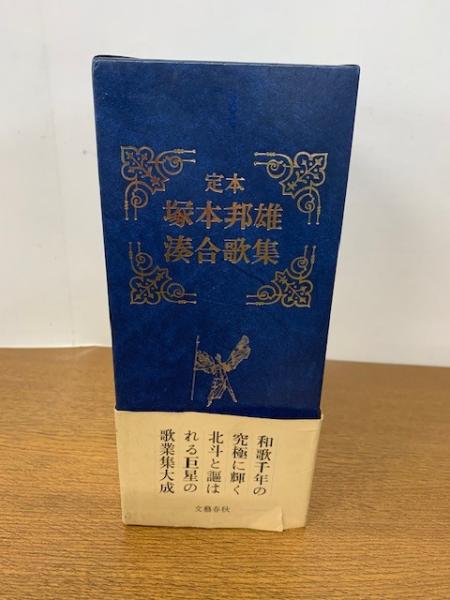 定本
塚本邦雄
湊合歌集
和歌千年の
究極に輝く
北斗と謳は
れる巨星の
歌業集大成
文藝春秋